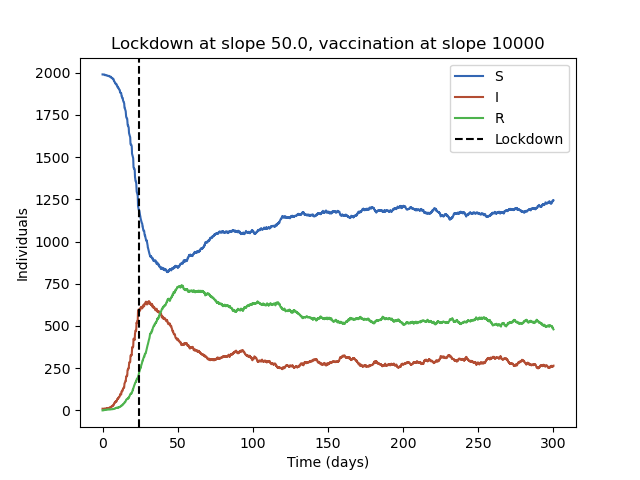 Lockdown at slope 50.0, vaccination at slope 10000
S
I
R
Lockdown
2000
1750
1500
1250
1000
750
500
250
0
Individuals
0 50 100 150 200 250 300
Time (days)